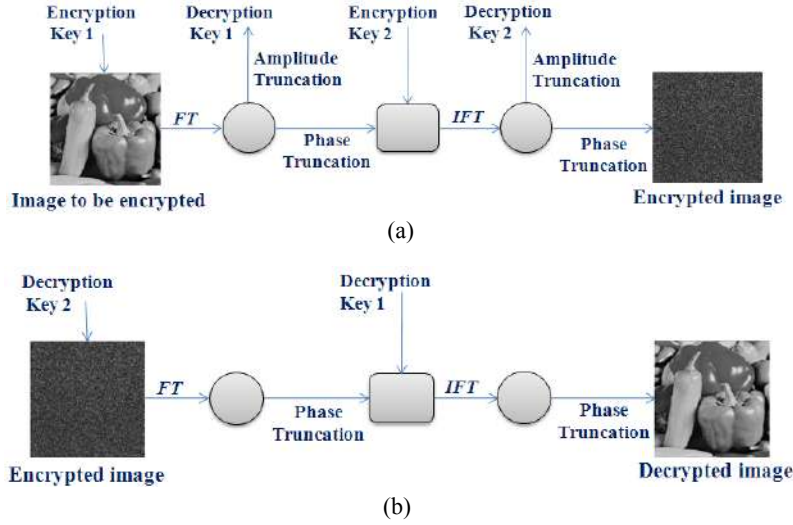 Encryption
Key 1
Decryption
Key 1
Encryption
Key 2
Decryption
Key 2
Amplitude
Truncation
Amplitude
Truncation
FT
IFT
Phase
Truncation
Phase
Truncation
Image to be encrypted
Encrypted image
(a)
Decryption
Key 2
Decryption
Key 1
FT
IFT
Phase
Truncation
Phase
Truncation
Encrypted image
Decrypted image
(b)